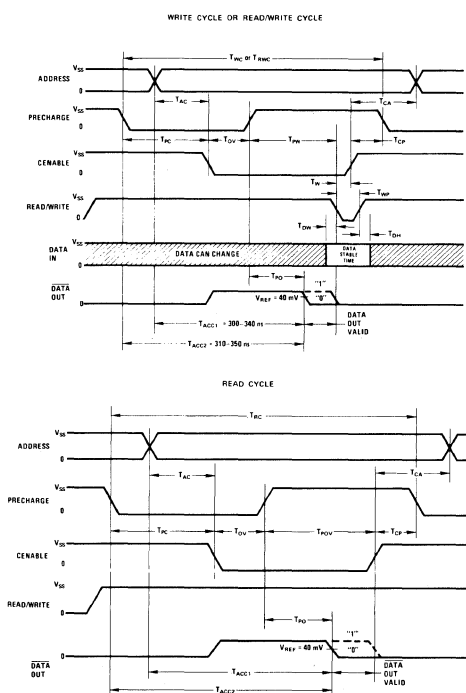 WRITE CYCLE OR READ/WRITE CYCLE
TWC or TRWC
VSS
ADDRESS
0
TAC
TCA
VSS
PRECHARGE
0
TPC
TOV
TPW
TCP
VSS
CENABLE
0
TW
TWP
VSS
READ/WRITE
0
TDW
TDH
VSS
DATA IN
0
DATA CAN CHANGE
DATA STABLE TIME
TPO
DATA OUT
0
"1"
VREF = 40 mV
"0"
DATA OUT VALID
TACC1 = 300-340 ns
TACC2 = 310-350 ns
READ CYCLE
TRC
VSS
ADDRESS
0
TAC
TCA
VSS
PRECHARGE
0
TPC
TOV
TPOV
TCP
VSS
CENABLE
0
VSS
READ/WRITE
0
TPO
"1"
VREF = 40 mV
"0"
DATA OUT
0
DATA OUT VALID
TACC1
TACC2